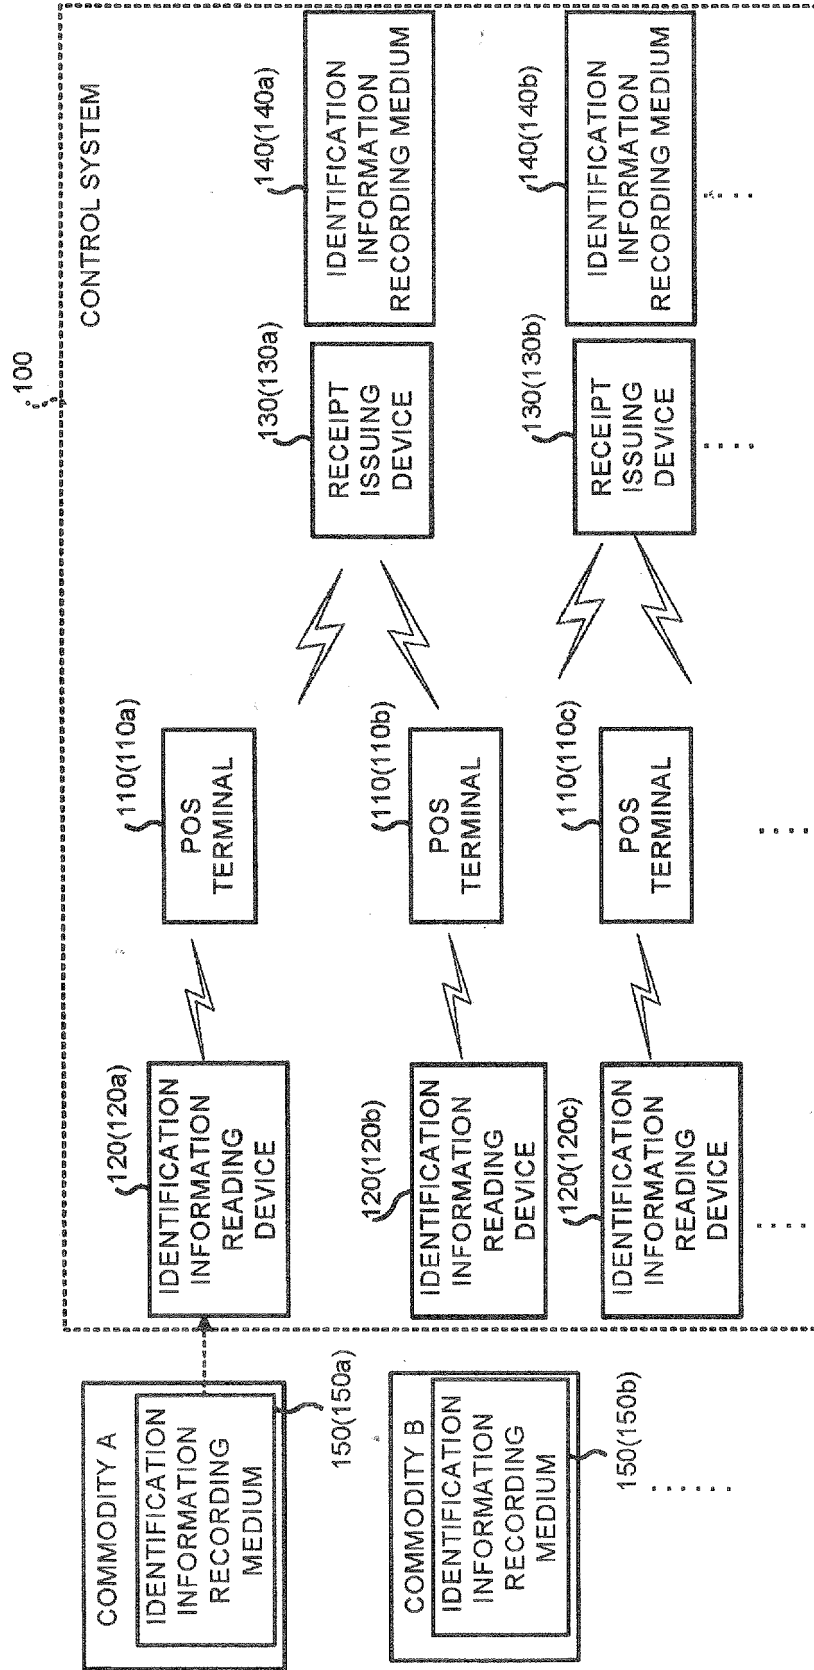 100
CONTROL SYSTEM
COMMODITY A
IDENTIFICATION
INFORMATION
RECORDING
MEDIUM
150(150a)
120(120a)
IDENTIFICATION
INFORMATION
READING
DEVICE
110(110a)
POS
TERMINAL
130(130a)
RECEIPT
ISSUING
DEVICE
140(140a)
IDENTIFICATION
INFORMATION
RECORDING MEDIUM
COMMODITY B
IDENTIFICATION
INFORMATION
RECORDING
MEDIUM
150(150b)
120(120b)
IDENTIFICATION
INFORMATION
READING
DEVICE
110(110b)
POS
TERMINAL
120(120c)
IDENTIFICATION
INFORMATION
READING
DEVICE
110(110c)
POS
TERMINAL
130(130b)
RECEIPT
ISSUING
DEVICE
140(140b)
IDENTIFICATION
INFORMATION
RECORDING MEDIUM